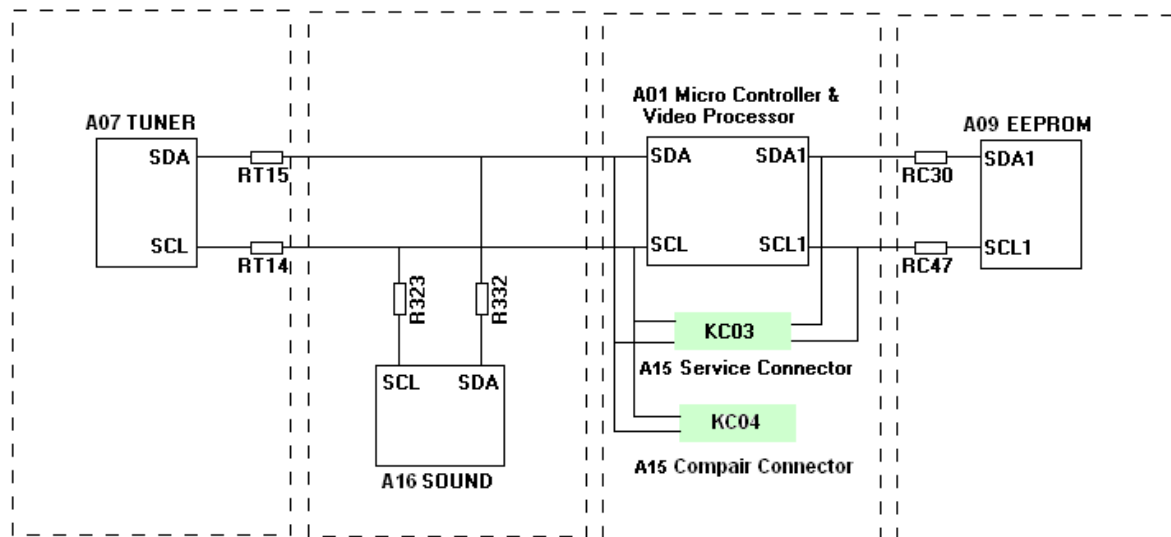 A07 TUNER
SDA
SCL
RT15
RT14
R323
R332
SCL SDA
A16 SOUND
A01 Micro Controller &
Video Processor
SDA SDA1
SCL SCL1
KC03
A15 Service Connector
KC04
A15 Compair Connector
RC30
RC47
A09 EEPROM
SDA1
SCL1